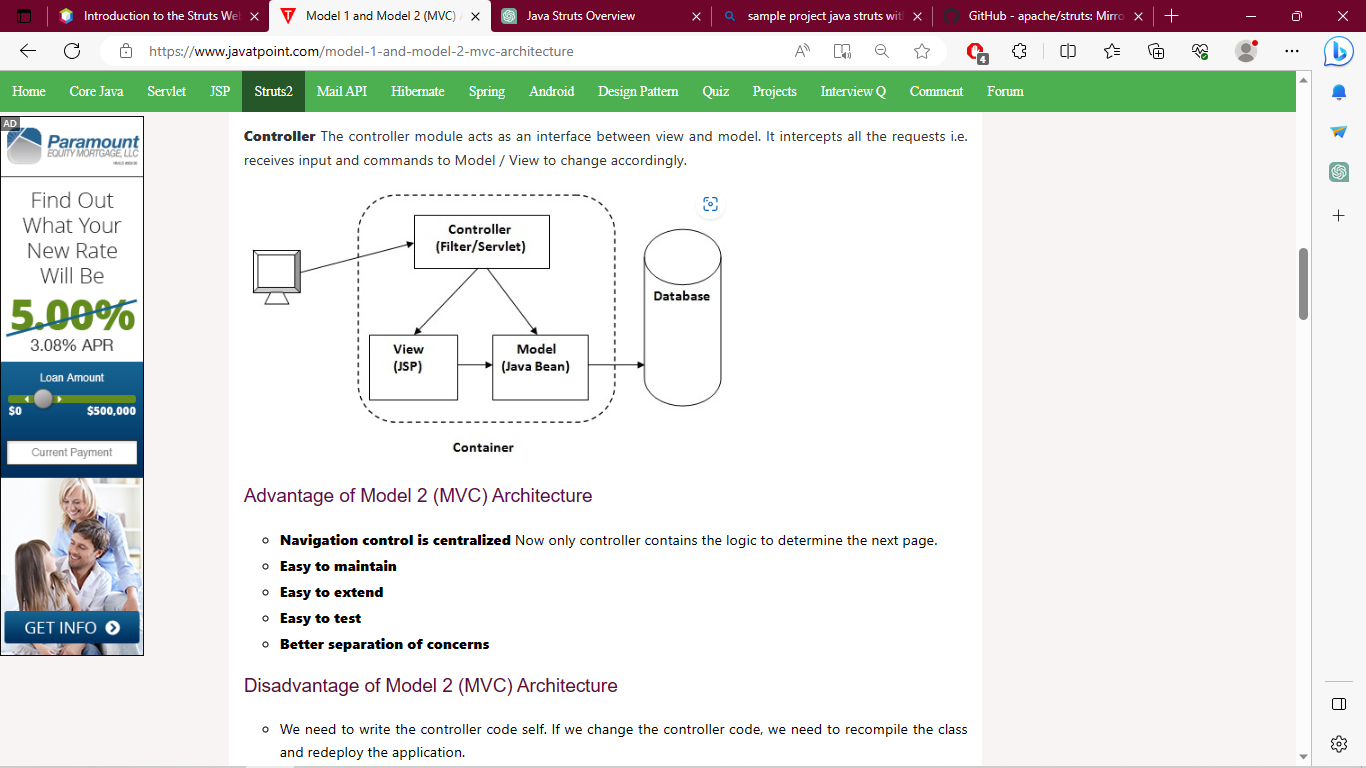 Introduction to the Struts We
Model 1 and Model 2 (MVC)
Java Struts Overview
sample project java struts wit
GitHub - apache/struts: Mirro
https://www.javatpoint.com/model-1-and-model-2-mvc-architecture
4
Home Core Java Servlet JSP Struts2 Mail API Hibernate Spring Android Design Pattern Quiz Projects Interview Q Comment Forum
AD
Paramount
EQUITY MORTGAGE, LLC
Find Out
What Your
New Rate
Will Be
5.00%
3.08% APR
Loan Amount
$0 $500,000
Current Payment
GET INFO
Controller The controller module acts as an interface between view and model. It intercepts all the requests i.e.
receives input and commands to Model / View to change accordingly.
Controller
(Filter/Servlet)
View
(JSP)
Model
(Java Bean)
Database
Container
Advantage of Model 2 (MVC) Architecture
Navigation control is centralized Now only controller contains the logic to determine the next page.
Easy to maintain
Easy to extend
Easy to test
Better separation of concerns
Disadvantage of Model 2 (MVC) Architecture
We need to write the controller code self. If we change the controller code, we need to recompile the class
and redeploy the application.